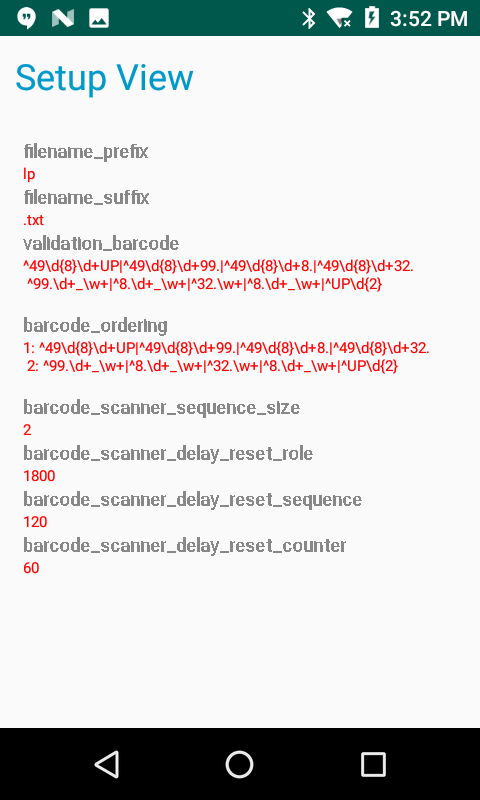 3:52 PM
Setup View
filename_prefix
lp
filename_suffix
.txt
validation_barcode
^49\d{8}\d+UP|^49\d{8}\d+99.|^49\d{8}\d+8.|^49\d{8}\d+32.
^99.\d+_\w+|^8.\d+_\w+|^32.\w+|^8.\d+_\w+|^UP\d{2}
barcode_ordering
1: ^49\d{8}\d+UP|^49\d{8}\d+99.|^49\d{8}\d+8.|^49\d{8}\d+32.
2: ^99.\d+_\w+|^8.\d+_\w+|^32.\w+|^8.\d+_\w+|^UP\d{2}
barcode_scanner_sequence_size
2
barcode_scanner_delay_reset_role
1800
barcode_scanner_delay_reset_sequence
120
barcode_scanner_delay_reset_counter
60